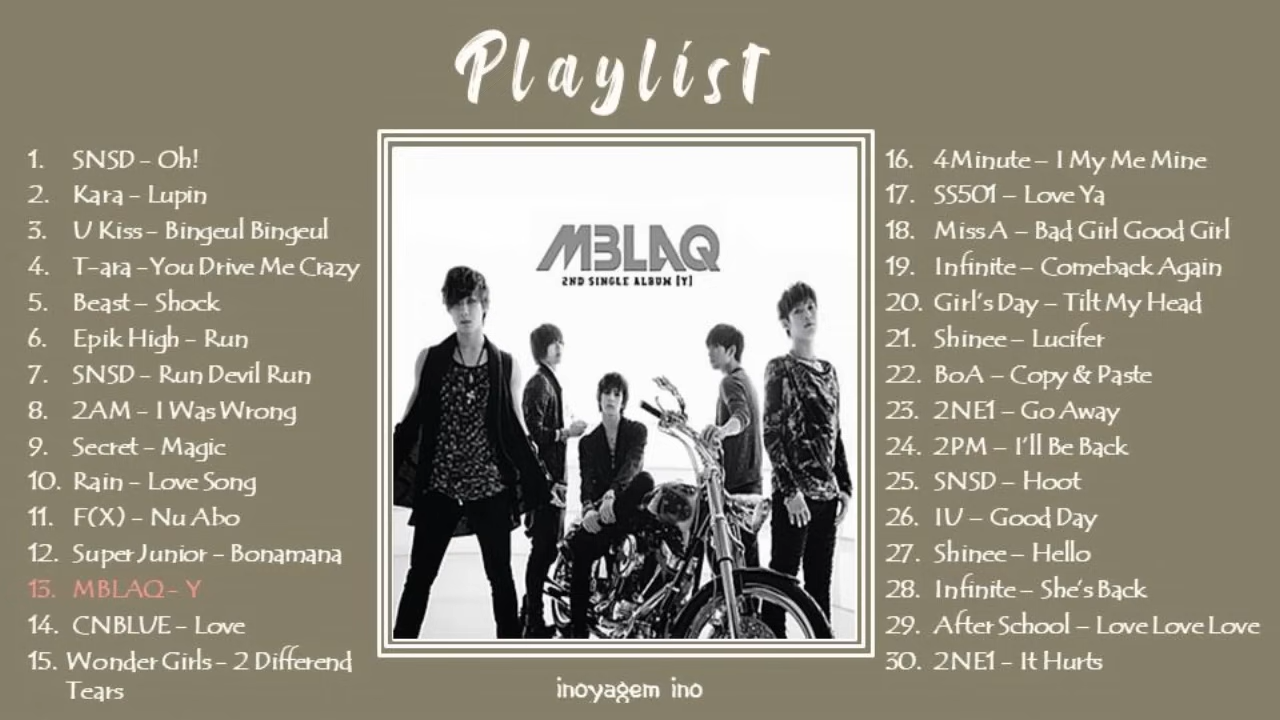 Playlist
1. SNSD – Oh!
2. Kara – Lupin
3. U Kiss – Bingeul Bingeul
4. T-ara –You Drive Me Crazy
5. Beast – Shock
6. Epik High – Run
7. SNSD – Run Devil Run
8. 2AM – I Was Wrong
9. Secret – Magic
10. Rain – Love Song
11. F(X) – Nu Abo
12. Super Junior – Bonamana
13. MBLAQ – Y
14. CNBLUE – Love
15. Wonder Girls – 2 Differend
Tears
MBLAQ
2ND SINGLE ALBUM [Y]
inoyagem ino
16. 4Minute – I My Me Mine
17. SS501 – Love Ya
18. Miss A – Bad Girl Good Girl
19. Infinite – Comeback Again
20. Girl's Day – Tilt My Head
21. Shinee – Lucifer
22. BoA – Copy & Paste
23. 2NE1 – Go Away
24. 2PM – I'll Be Back
25. SNSD – Hoot
26. IU – Good Day
27. Shinee – Hello
28. Infinite – She's Back
29. After School – Love Love Love
30. 2NE1 – It Hurts